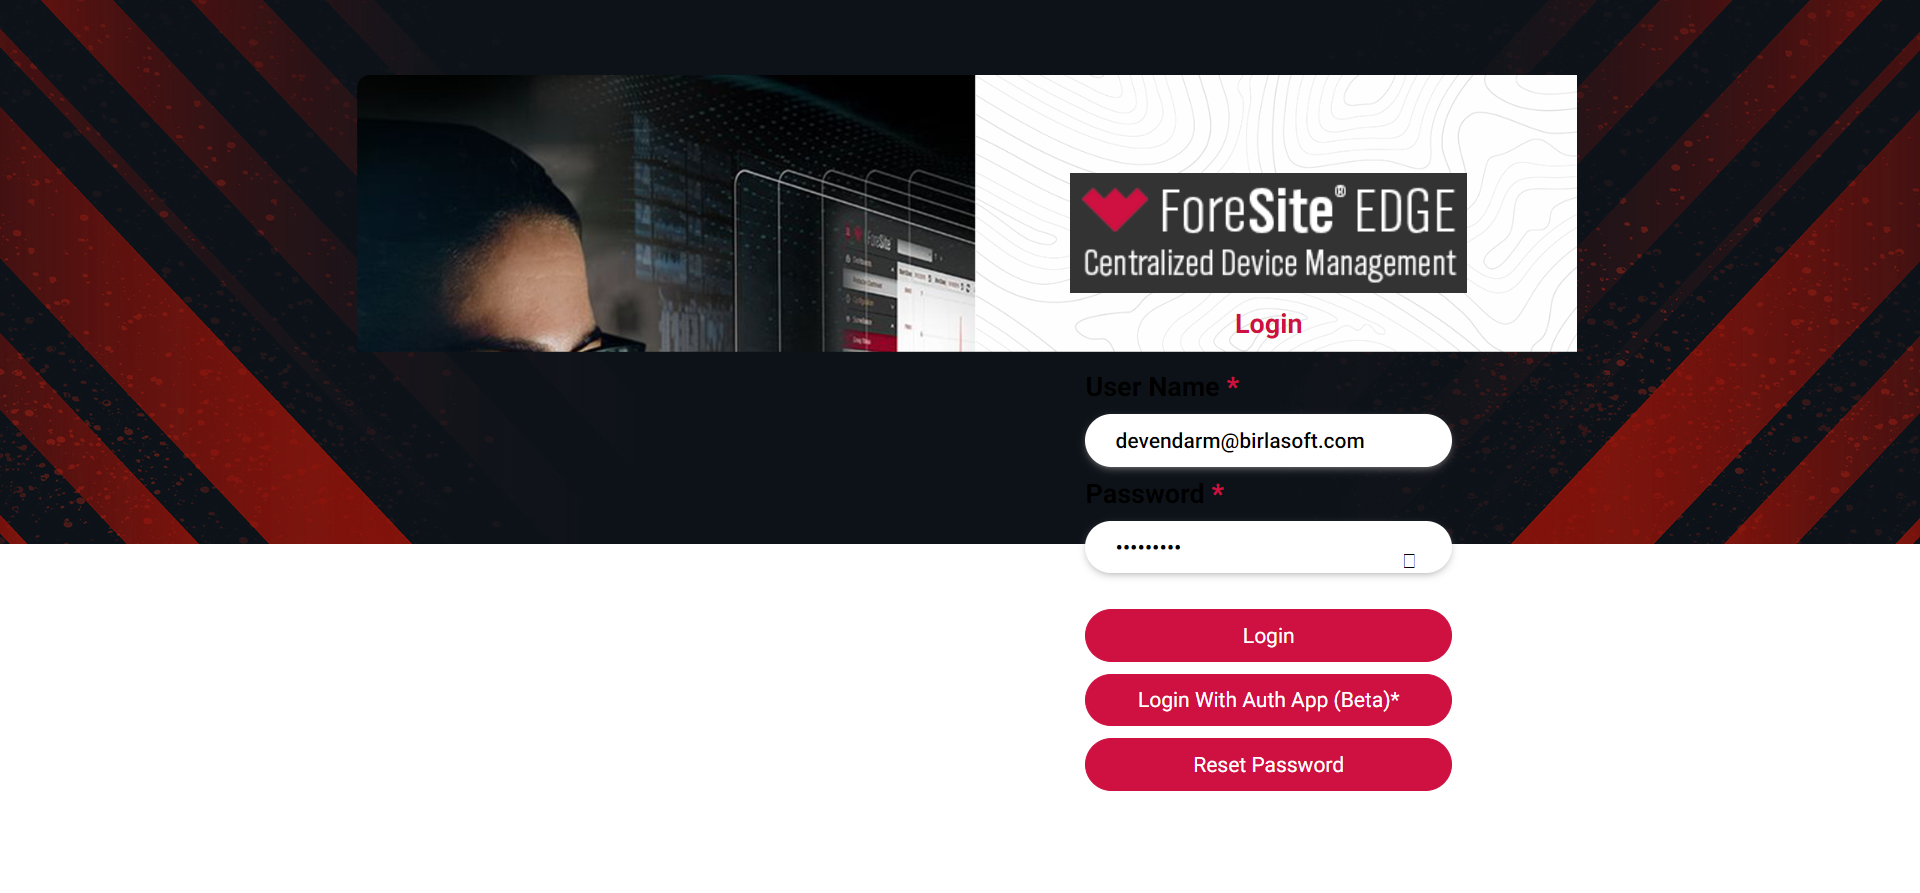 ForeSite
ForeSite® EDGE
Centralized Device Management
Login
User Name *
devendarm@birlasoft.com
Password *
•••••••••
Login
Login With Auth App (Beta)*
Reset Password